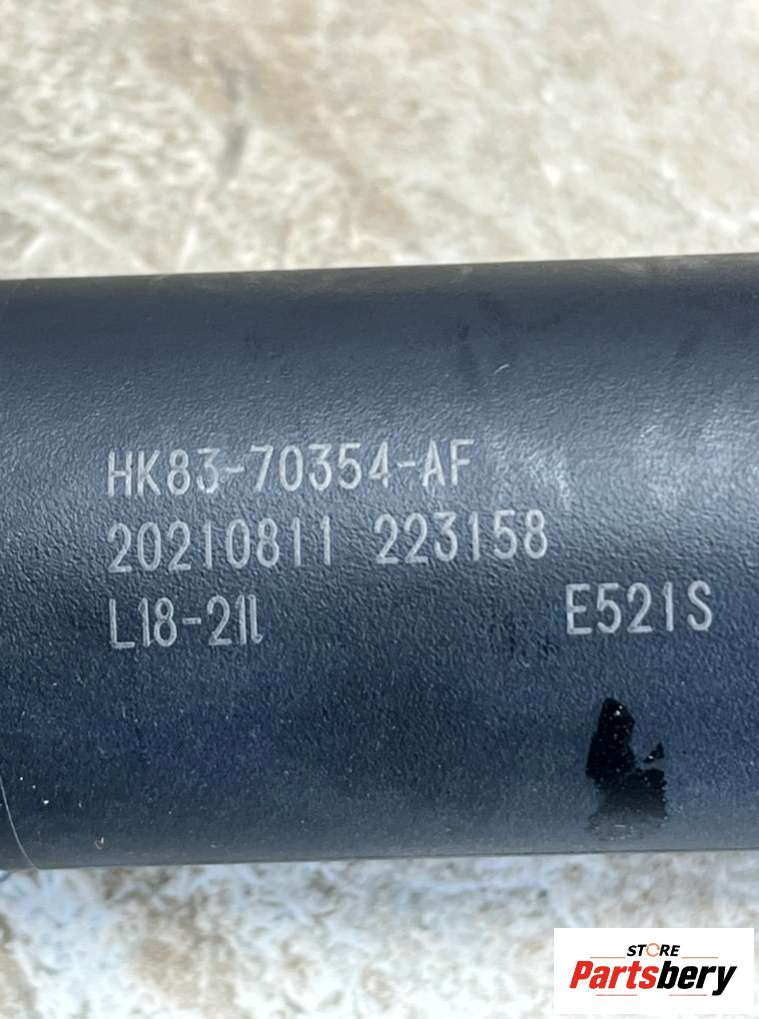 HK83-70354-AF
20210811 223158
L18-21l E521S
STORE
Partsbery